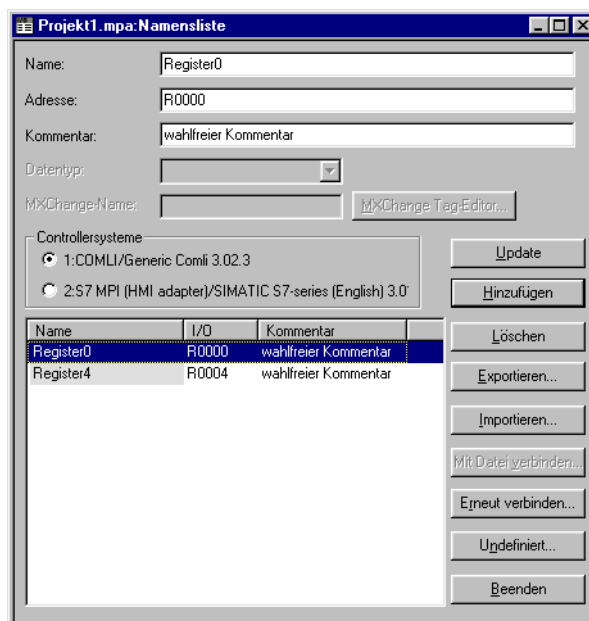 Projekt1.mpa:Namensliste
Name: Register0
Adresse: R0000
Kommentar: wahlfreier Kommentar
Datentyp:
MXChange-Name: MXChange Tag-Editor...
Controllersysteme
1:COMLI/Generic Comli 3.02.3
2:S7 MPI (HMI adapter)/SIMATIC S7-series (English) 3.0
Update
Hinzufügen
Name I/O Kommentar
Register0 R0000 wahlfreier Kommentar
Register4 R0004 wahlfreier Kommentar
Löschen
Exportieren...
Importieren...
Mit Datei verbinden...
Erneut verbinden...
Undefiniert...
Beenden